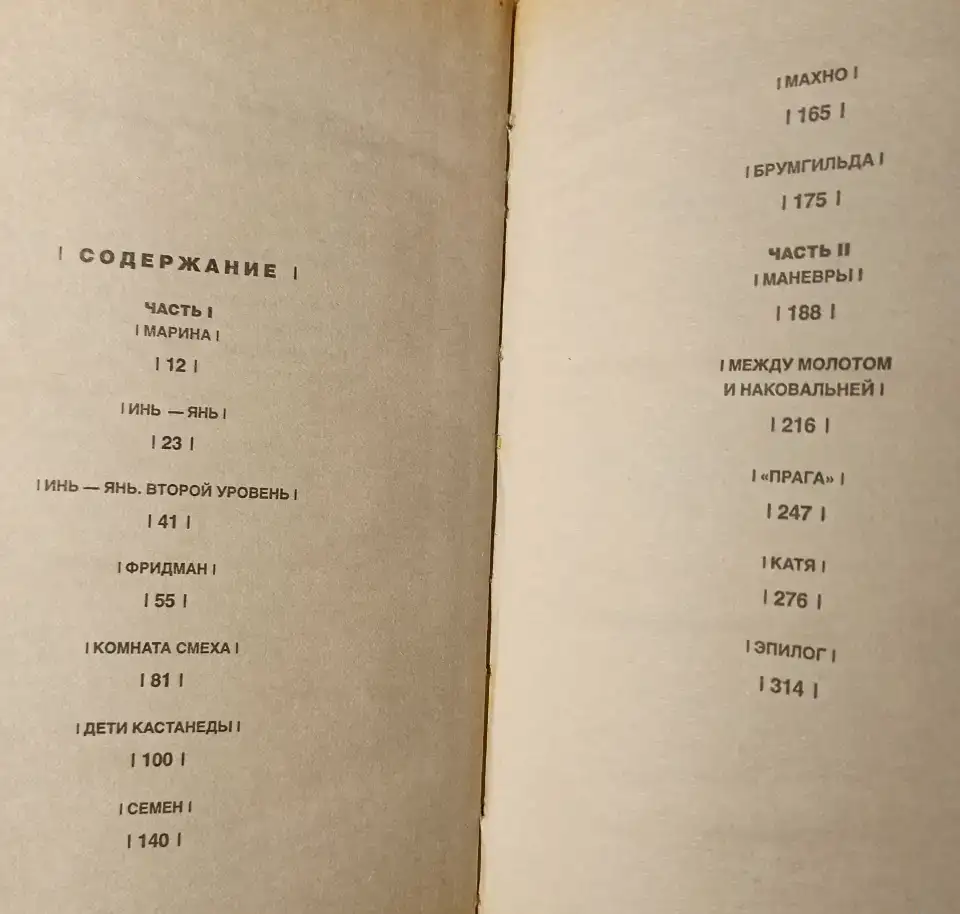 | СОДЕРЖАНИЕ |
ЧАСТЬ I
| МАРИНА |
| 12 |
| ИНЬ — ЯНЬ |
| 23 |
| ИНЬ — ЯНЬ. ВТОРОЙ УРОВЕНЬ |
| 41 |
| ФРИДМАН |
| 55 |
| КОМНАТА СМЕХА |
| 81 |
| ДЕТИ КАСТАНЕДЫ |
| 100 |
| СЕМЕН |
| 140 |
| МАХНО |
| 165 |
| БРУМГИЛЬДА |
| 175 |
ЧАСТЬ II
| МАНЕВРЫ |
| 188 |
| МЕЖДУ МОЛОТОМ
И НАКОВАЛЬНЕЙ |
| 216 |
| «ПРАГА» |
| 247 |
| КАТЯ |
| 276 |
| ЭПИЛОГ |
| 314 |